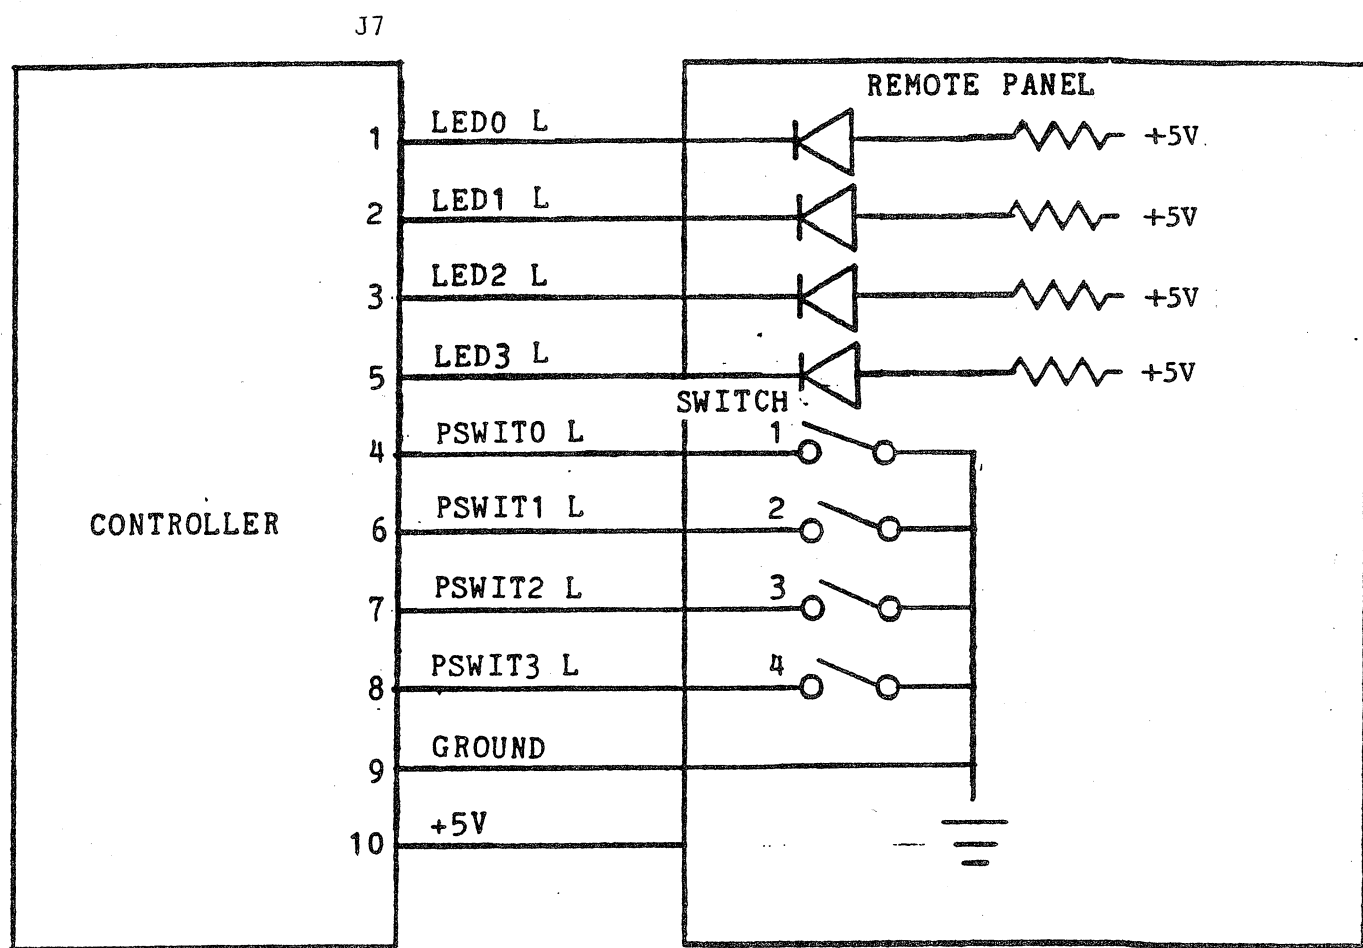 J7
REMOTE PANEL
1 LED0 L +5V
2 LED1 L +5V
3 LED2 L +5V
5 LED3 L +5V
SWITCH
4 PSWIT0 L 1
CONTROLLER
6 PSWIT1 L 2
7 PSWIT2 L 3
8 PSWIT3 L 4
9 GROUND
10 +5V